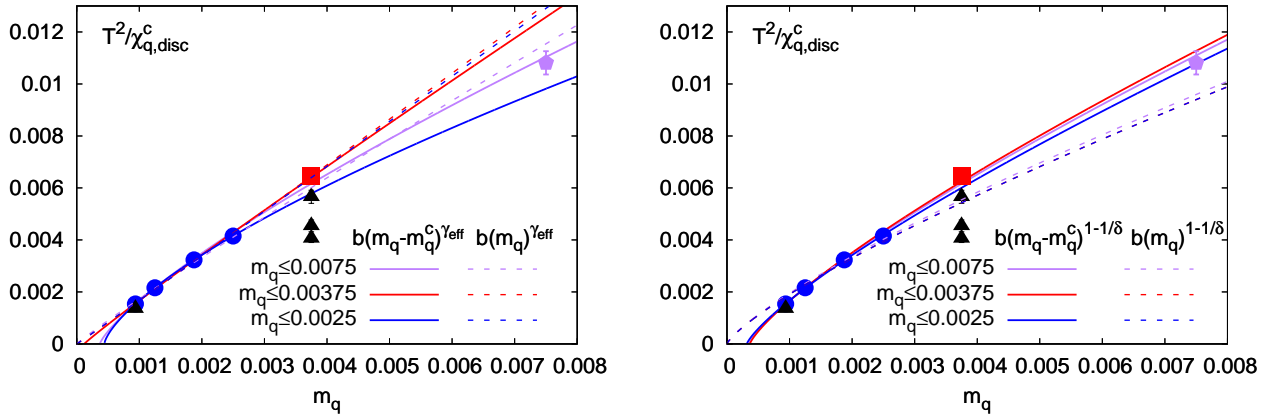 T²/χᶜq,disc
0.012
0.01
0.008
0.006
0.004
0.002
0
b(mq-mᶜq)^γeff b(mq)^γeff
mq≤0.0075
mq≤0.00375
mq≤0.0025
0 0.001 0.002 0.003 0.004 0.005 0.006 0.007 0.008
mq
T²/χᶜq,disc
0.012
0.01
0.008
0.006
0.004
0.002
0
b(mq-mᶜq)^1-1/δ b(mq)^1-1/δ
mq≤0.0075
mq≤0.00375
mq≤0.0025
0 0.001 0.002 0.003 0.004 0.005 0.006 0.007 0.008
mq